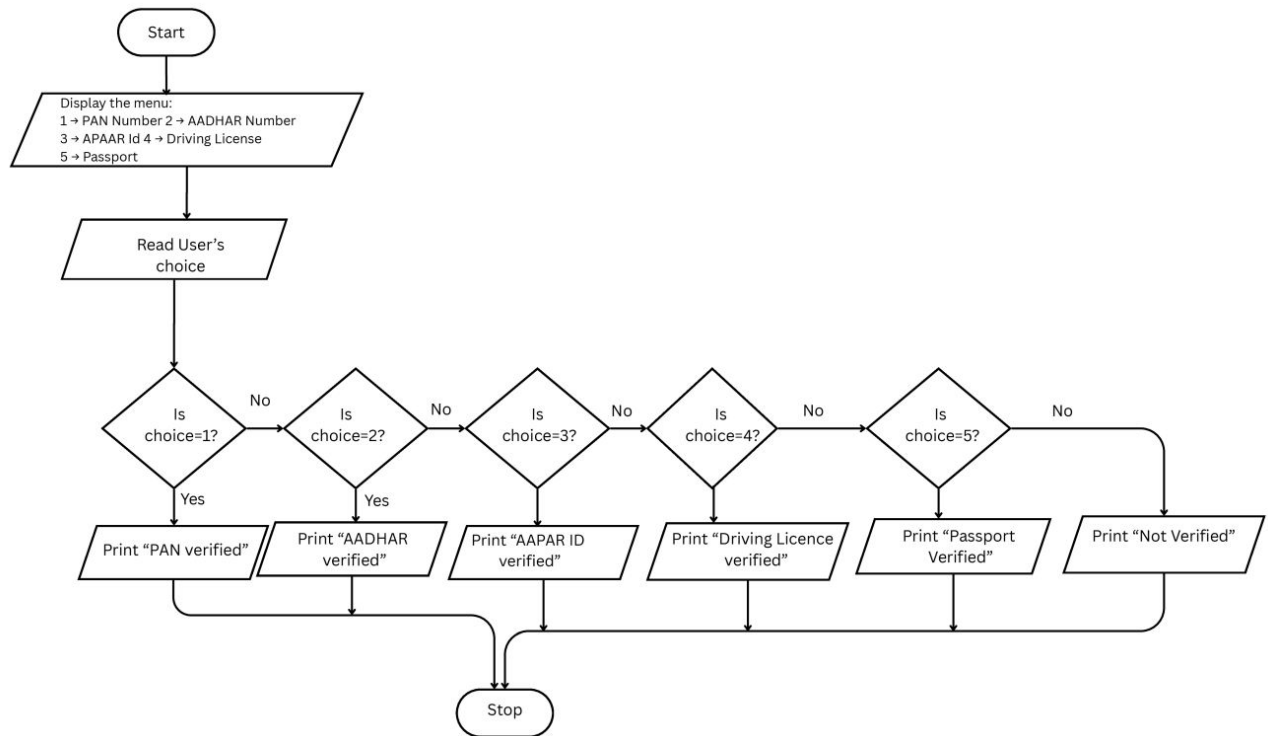 Start
Display the menu:
1 → PAN Number 2 → AADHAR Number
3 → APAAR Id 4 → Driving License
5 → Passport
Read User’s
choice
Is
choice=1?
No
Is
choice=2?
No
Is
choice=3?
No
Is
choice=4?
No
Is
choice=5?
No
Yes
Yes
Print “PAN verified”
Print “AADHAR
verified”
Print “AAPAR ID
verified”
Print “Driving Licence
verified”
Print “Passport
Verified”
Print “Not Verified”
Stop